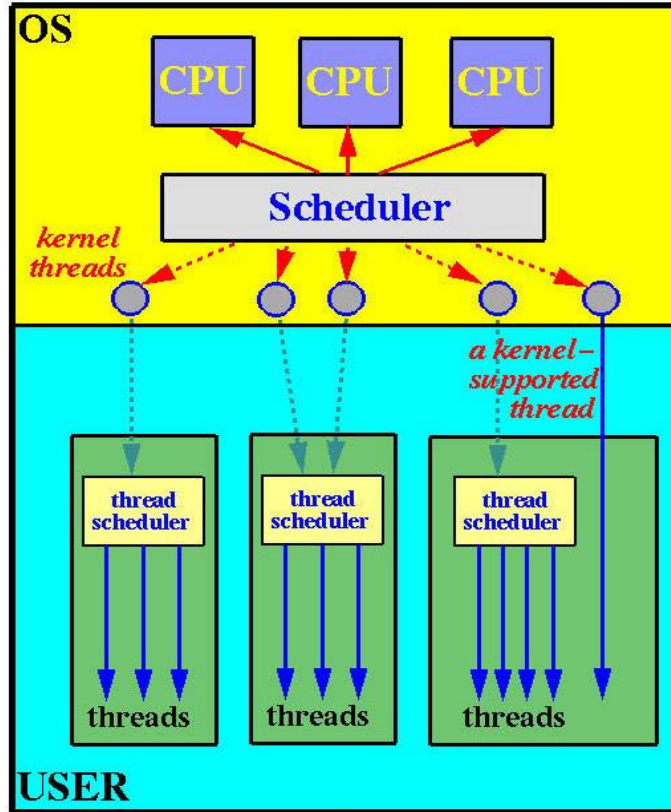 OS
CPU
CPU
CPU
Scheduler
kernel
threads
a kernel–
supported
thread
thread
scheduler
thread
scheduler
thread
scheduler
threads
threads
threads
USER